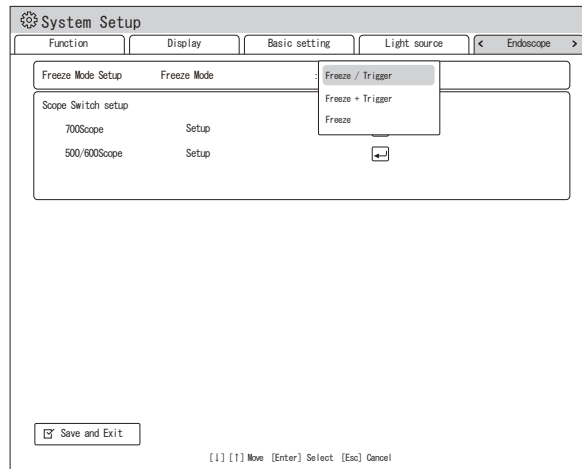 System Setup
Function Display Basic setting Light source < Endoscope >
Freeze Mode Setup Freeze Mode : Freeze / Trigger
Freeze + Trigger
Freeze
Scope Switch setup
700Scope Setup
500/600Scope Setup
Save and Exit
[↓] [↑] Move [Enter] Select [Esc] Cancel